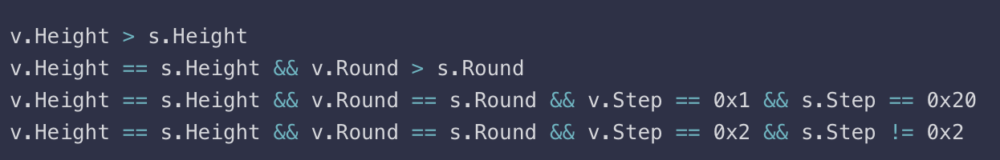 v.Height > s.Height
v.Height == s.Height && v.Round > s.Round
v.Height == s.Height && v.Round == s.Round && v.Step == 0x1 && s.Step == 0x20
v.Height == s.Height && v.Round == s.Round && v.Step == 0x2 && s.Step != 0x2